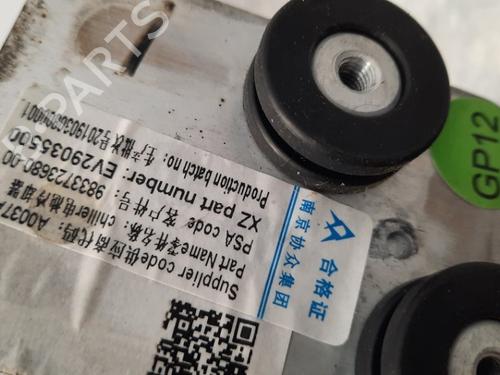 Supplier code供应商代码: A0037A
Part Name零件名称: chiller电池冷却器
PSA code 客户件号: 9833723680-00
XZ part number: EV29035500
Production batch no: 生产批次号
合格证
南京协众集团
GP12